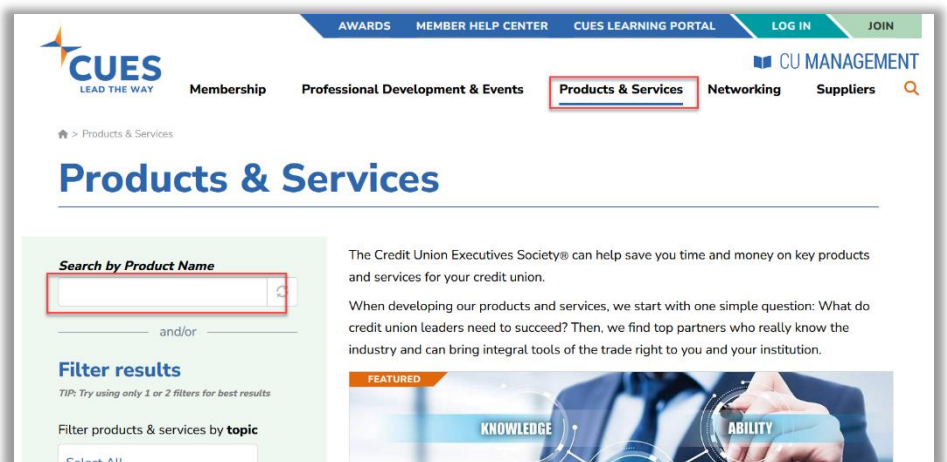 AWARDS MEMBER HELP CENTER CUES LEARNING PORTAL LOG IN JOIN
CUES
LEAD THE WAY
CU MANAGEMENT
Membership Professional Development & Events Products & Services Networking Suppliers
> Products & Services
Products & Services
Search by Product Name
and/or
Filter results
TIP: Try using only 1 or 2 filters for best results
Filter products & services by topic
Select All
The Credit Union Executives Society® can help save you time and money on key products
and services for your credit union.
When developing our products and services, we start with one simple question: What do
credit union leaders need to succeed? Then, we find top partners who really know the
industry and can bring integral tools of the trade right to you and your institution.
FEATURED
KNOWLEDGE
ABILITY